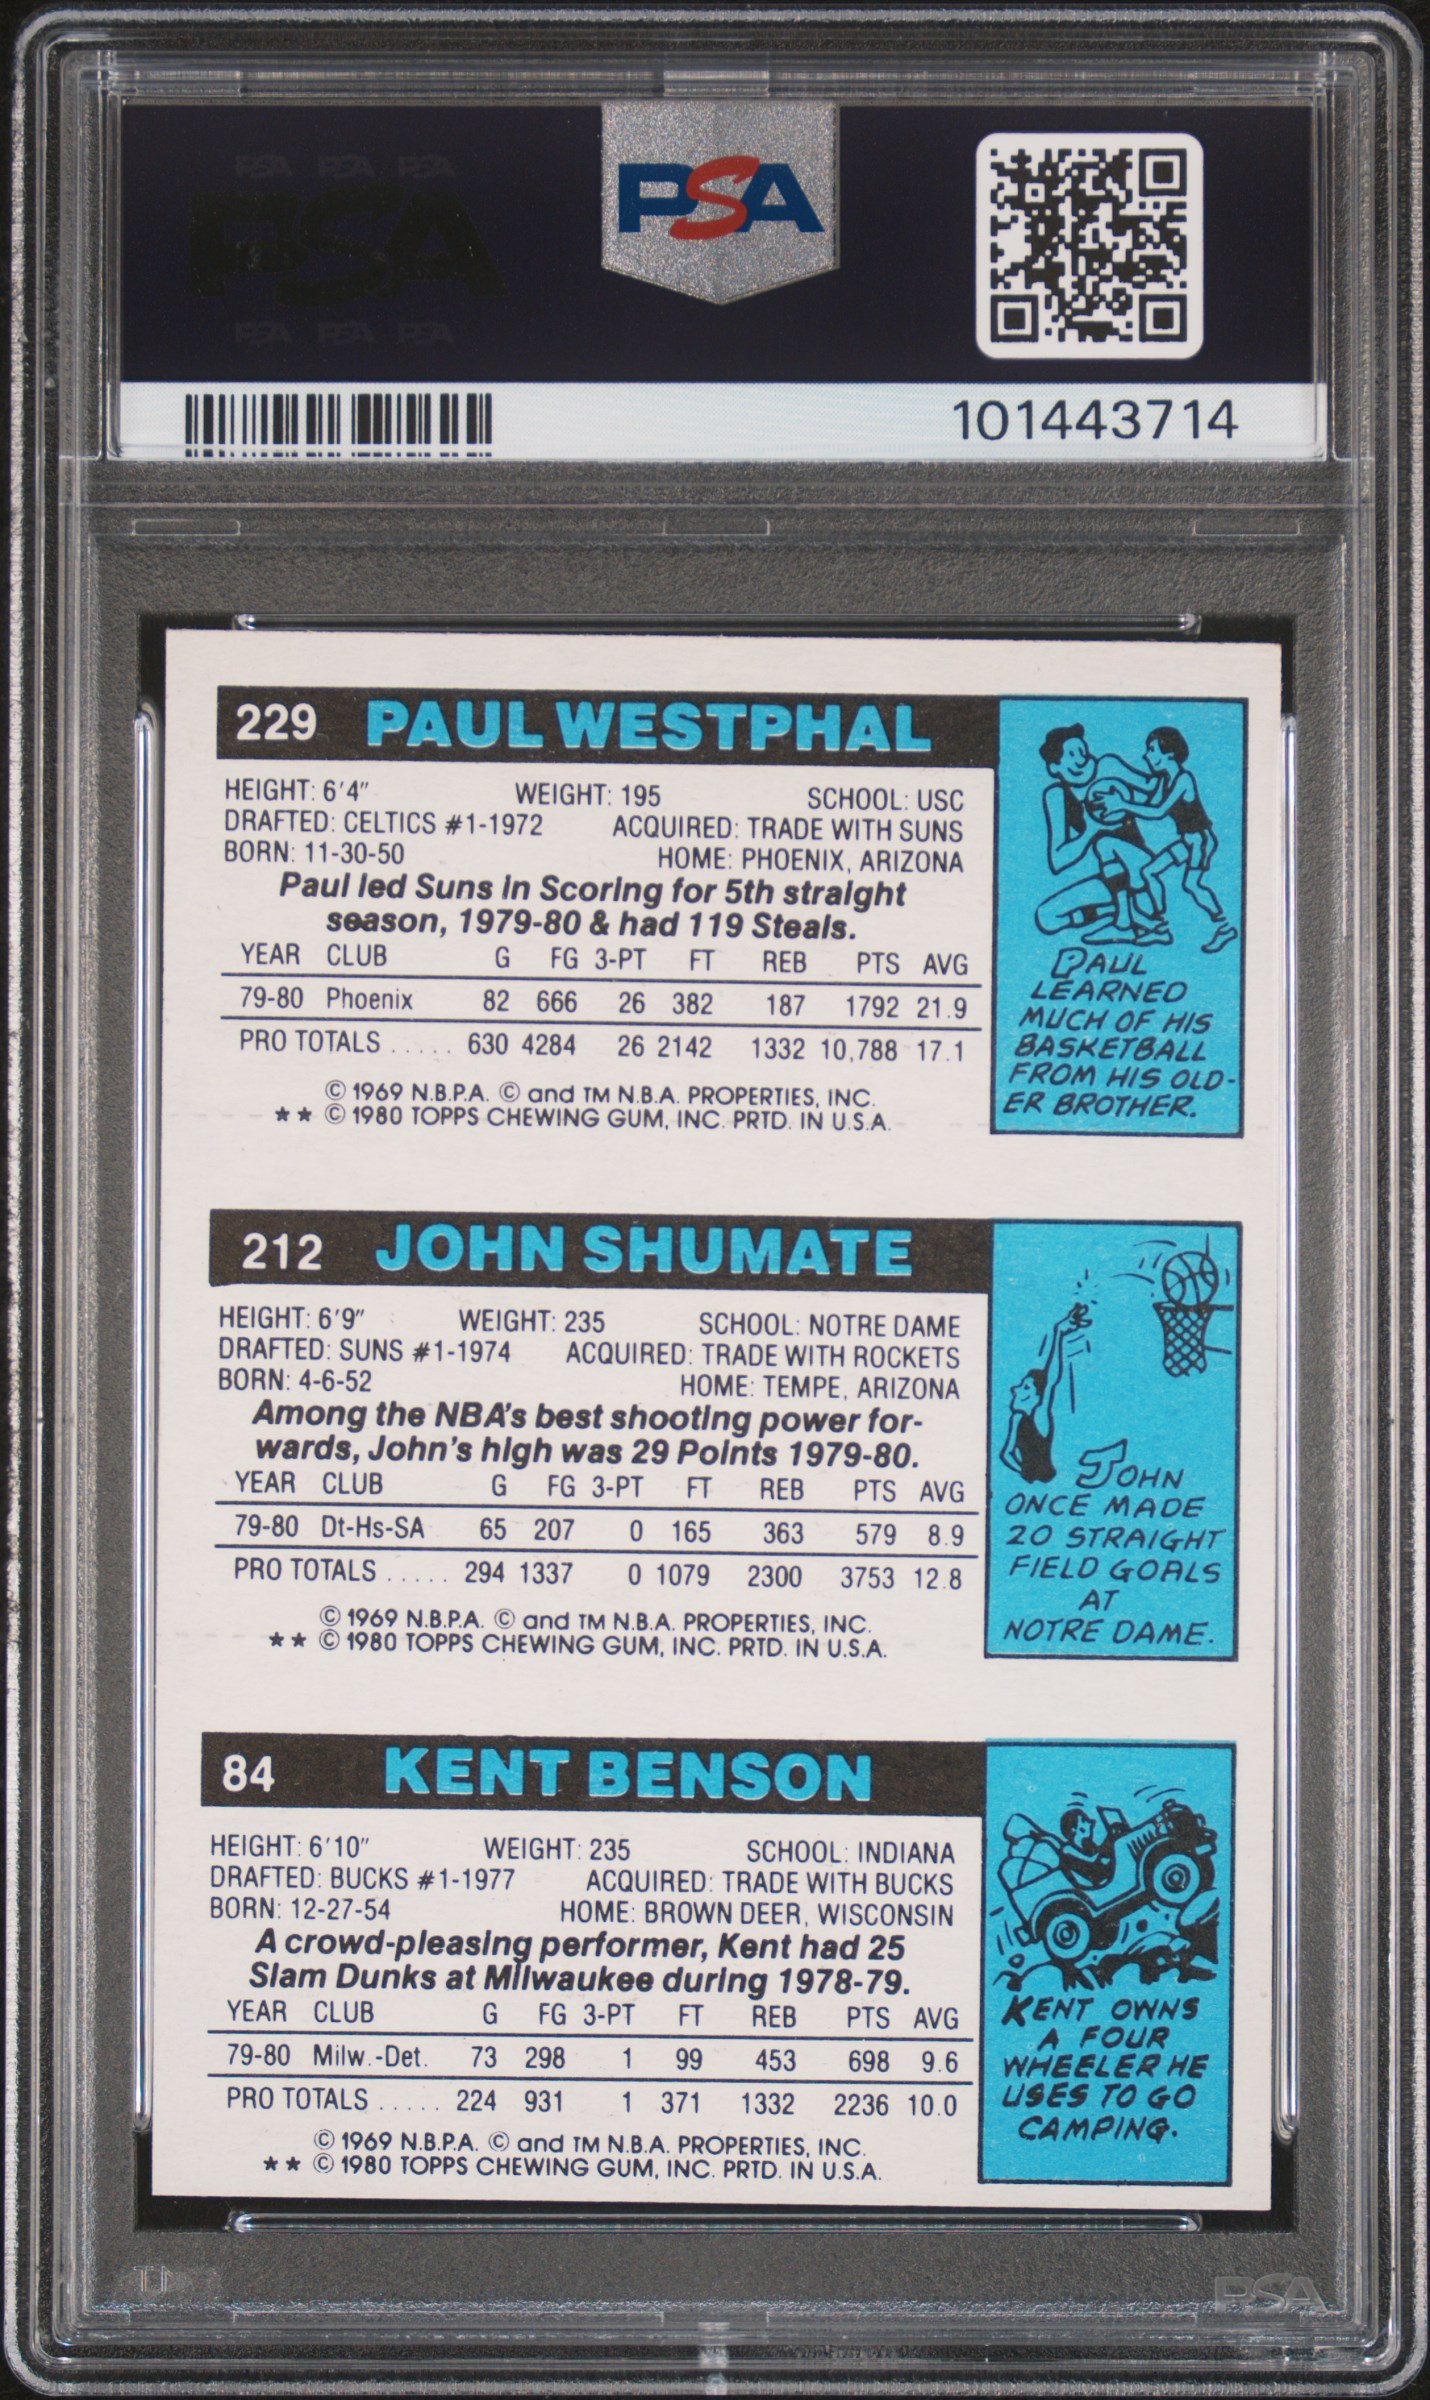 PSA PSA PSA
PSA
PSA PSA PSA
PSA
101443714
229 PAUL WESTPHAL
HEIGHT: 6'4" WEIGHT: 195 SCHOOL: USC
DRAFTED: CELTICS #1-1972 ACQUIRED: TRADE WITH SUNS
BORN: 11-30-50 HOME: PHOENIX, ARIZONA
Paul led Suns in Scoring for 5th straight
season, 1979-80 & had 119 Steals.
YEAR CLUB G FG 3-PT FT REB PTS AVG
79-80 Phoenix 82 666 26 382 187 1792 21.9
PRO TOTALS ..... 630 4284 26 2142 1332 10,788 17.1
© 1969 N.B.P.A. © and TM N.B.A. PROPERTIES, INC.
** © 1980 TOPPS CHEWING GUM, INC. PRTD. IN U.S.A.
PAUL
LEARNED
MUCH OF HIS
BASKETBALL
FROM HIS OLD-
ER BROTHER.
212 JOHN SHUMATE
HEIGHT: 6'9" WEIGHT: 235 SCHOOL: NOTRE DAME
DRAFTED: SUNS #1-1974 ACQUIRED: TRADE WITH ROCKETS
BORN: 4-6-52 HOME: TEMPE, ARIZONA
Among the NBA's best shooting power for-
wards, John's high was 29 Points 1979-80.
YEAR CLUB G FG 3-PT FT REB PTS AVG
79-80 Dt-Hs-SA 65 207 0 165 363 579 8.9
PRO TOTALS ..... 294 1337 0 1079 2300 3753 12.8
© 1969 N.B.P.A. © and TM N.B.A. PROPERTIES, INC.
** © 1980 TOPPS CHEWING GUM, INC. PRTD. IN U.S.A.
JOHN
ONCE MADE
20 STRAIGHT
FIELD GOALS
AT
NOTRE DAME.
84 KENT BENSON
HEIGHT: 6'10" WEIGHT: 235 SCHOOL: INDIANA
DRAFTED: BUCKS #1-1977 ACQUIRED: TRADE WITH BUCKS
BORN: 12-27-54 HOME: BROWN DEER, WISCONSIN
A crowd-pleasing performer, Kent had 25
Slam Dunks at Milwaukee during 1978-79.
YEAR CLUB G FG 3-PT FT REB PTS AVG
79-80 Milw.-Det. 73 298 1 99 453 698 9.6
PRO TOTALS ..... 224 931 1 371 1332 2236 10.0
© 1969 N.B.P.A. © and TM N.B.A. PROPERTIES, INC.
** © 1980 TOPPS CHEWING GUM, INC. PRTD. IN U.S.A.
KENT OWNS
A FOUR
WHEELER HE
USES TO GO
CAMPING.
PSA